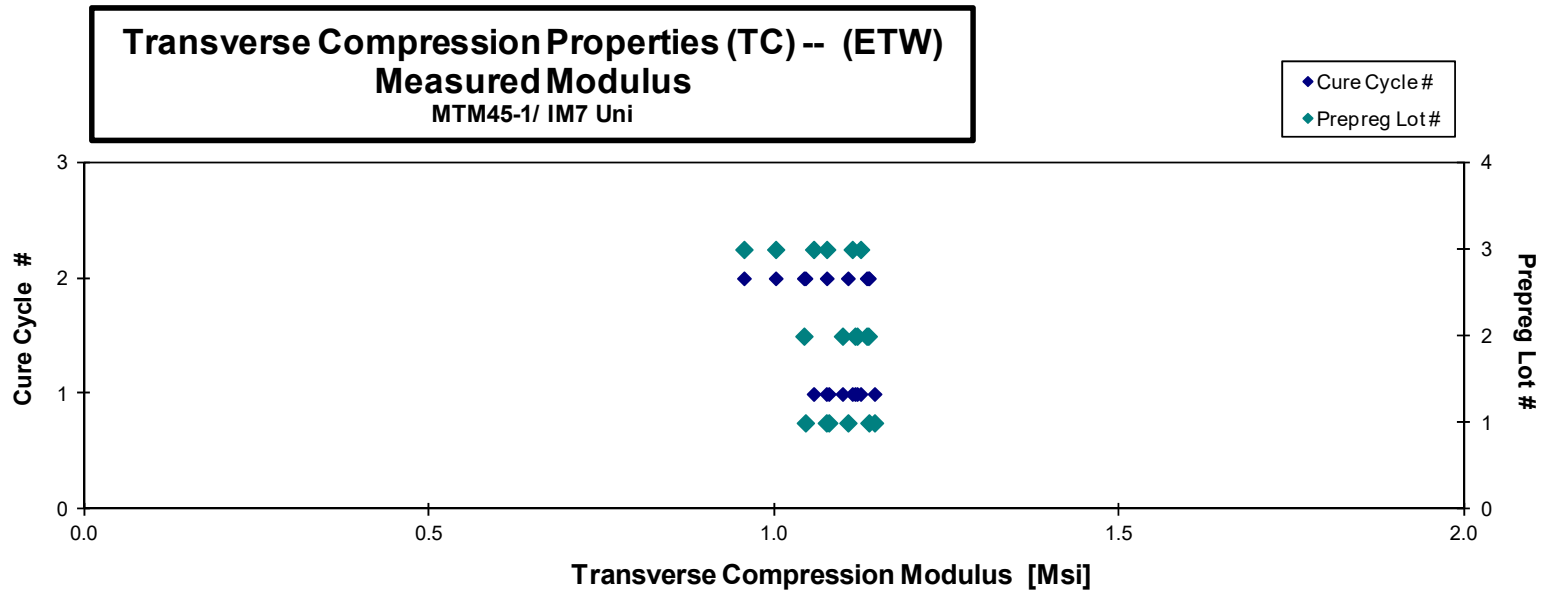 Transverse Compression Properties (TC) -- (ETW)
Measured Modulus
MTM45-1/ IM7 Uni
Cure Cycle #
Prepreg Lot #
3
2
1
0
Cure Cycle #
4
3
2
1
0
Prepreg Lot #
0.0 0.5 1.0 1.5 2.0
Transverse Compression Modulus [Msi]